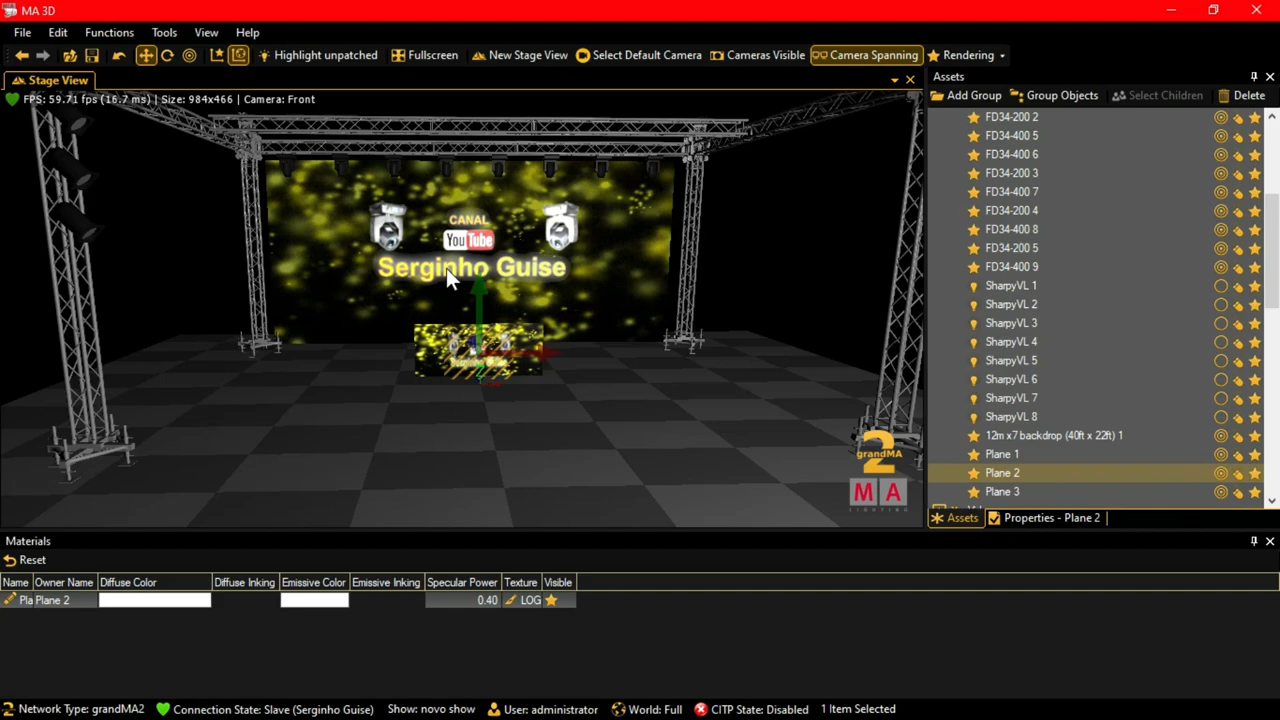 MA 3D
File Edit Functions Tools View Help
Highlight unpatched Fullscreen New Stage View Select Default Camera Cameras Visible Camera Spanning Rendering
Stage View
FPS: 59.71 fps (16.7 ms) | Size: 984x466 | Camera: Front
CANAL
YouTube
Serginho Guise
2
grandMA
MA
LIGHTING
Assets
Add Group Group Objects Select Children Delete
FD34-200 2
FD34-400 5
FD34-400 6
FD34-200 3
FD34-400 7
FD34-200 4
FD34-400 8
FD34-200 5
FD34-400 9
SharpyVL 1
SharpyVL 2
SharpyVL 3
SharpyVL 4
SharpyVL 5
SharpyVL 6
SharpyVL 7
SharpyVL 8
12m x7 backdrop (40ft x 22ft) 1
Plane 1
Plane 2
Plane 3
Assets Properties - Plane 2
Materials
Reset
Name Owner Name Diffuse Color Diffuse Inking Emissive Color Emissive Inking Specular Power Texture Visible
Pla Plane 2 0.40 LOG
2 Network Type: grandMA2 Connection State: Slave (Serginho Guise) Show: novo show User: administrator World: Full CITP State: Disabled 1 Item Selected